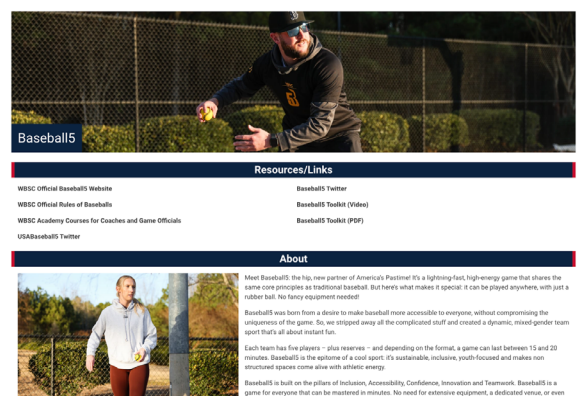 Baseball5
Resources/Links
WBSC Official Baseball5 Website
Baseball5 Twitter
WBSC Official Rules of Baseball5
Baseball5 Toolkit (Video)
WBSC Academy Courses for Coaches and Game Officials
Baseball5 Toolkit (PDF)
USABaseball5 Twitter
About
Meet Baseball5: the hip, new partner of America's Pastime! It's a lightning-fast, high-energy game that shares the
same core principles as traditional baseball. But here's what makes it special: it can be played anywhere, with just a
rubber ball. No fancy equipment needed!
Baseball5 was born from a desire to make baseball more accessible to everyone, without compromising the
uniqueness of the game. So, we stripped away all the complicated stuff and created a dynamic, mixed-gender team
sport that's all about instant fun.
Each team has five players – plus reserves – and depending on the format, a game can last between 15 and 20
minutes. Baseball5 is the epitome of a cool sport: it's sustainable, inclusive, youth-focused and makes non
structured spaces come alive with athletic energy.
Baseball5 is built on the pillars of Inclusion, Accessibility, Confidence, Innovation and Teamwork. Baseball5 is a
game for everyone that can be mastered in minutes. No need for extensive equipment, a dedicated venue, or even